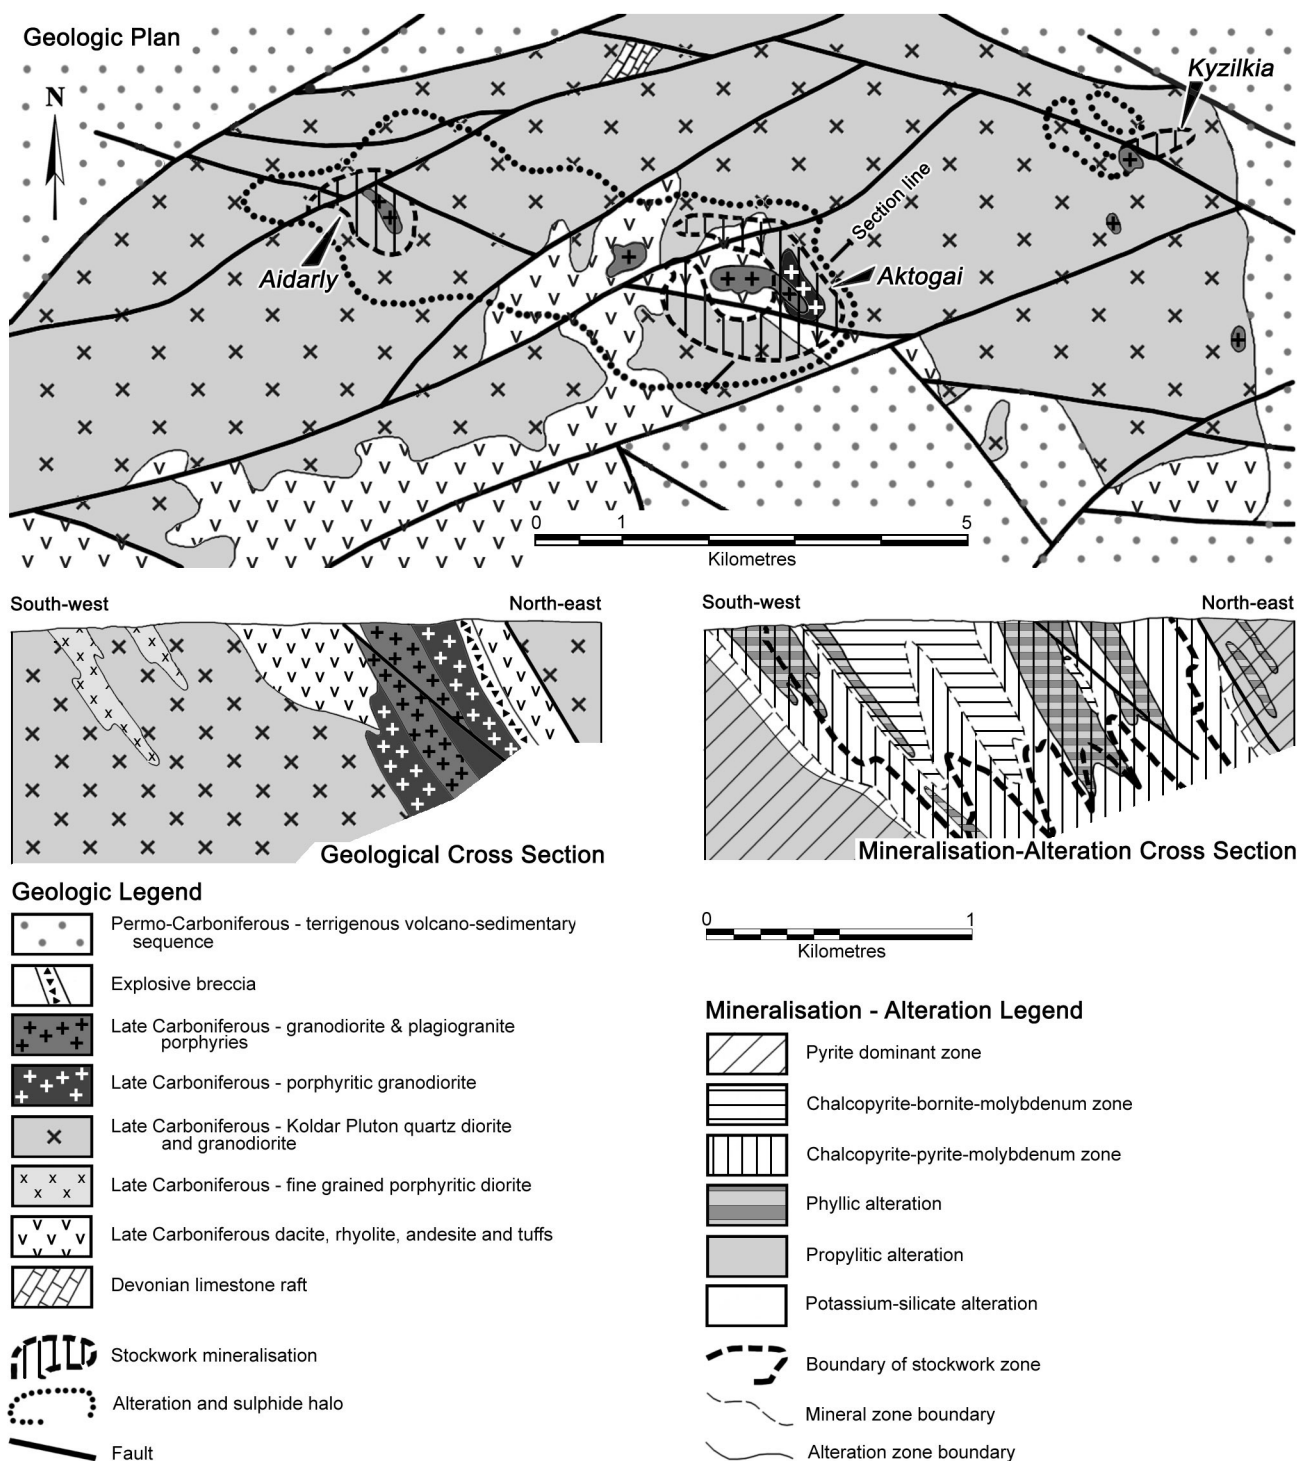 Geologic Plan
N
Kyzilkia
Section line
Aidarly
Aktogai
0 1 5
Kilometres
South-west North-east
Geological Cross Section
South-west North-east
Mineralisation-Alteration Cross Section
Geologic Legend
Permo-Carboniferous - terrigenous volcano-sedimentary
sequence
Explosive breccia
Late Carboniferous - granodiorite & plagiogranite
porphyries
Late Carboniferous - porphyritic granodiorite
Late Carboniferous - Koldar Pluton quartz diorite
and granodiorite
Late Carboniferous - fine grained porphyritic diorite
Late Carboniferous dacite, rhyolite, andesite and tuffs
Devonian limestone raft
Stockwork mineralisation
Alteration and sulphide halo
Fault
0 1
Kilometres
Mineralisation - Alteration Legend
Pyrite dominant zone
Chalcopyrite-bornite-molybdenum zone
Chalcopyrite-pyrite-molybdenum zone
Phyllic alteration
Propylitic alteration
Potassium-silicate alteration
Boundary of stockwork zone
Mineral zone boundary
Alteration zone boundary